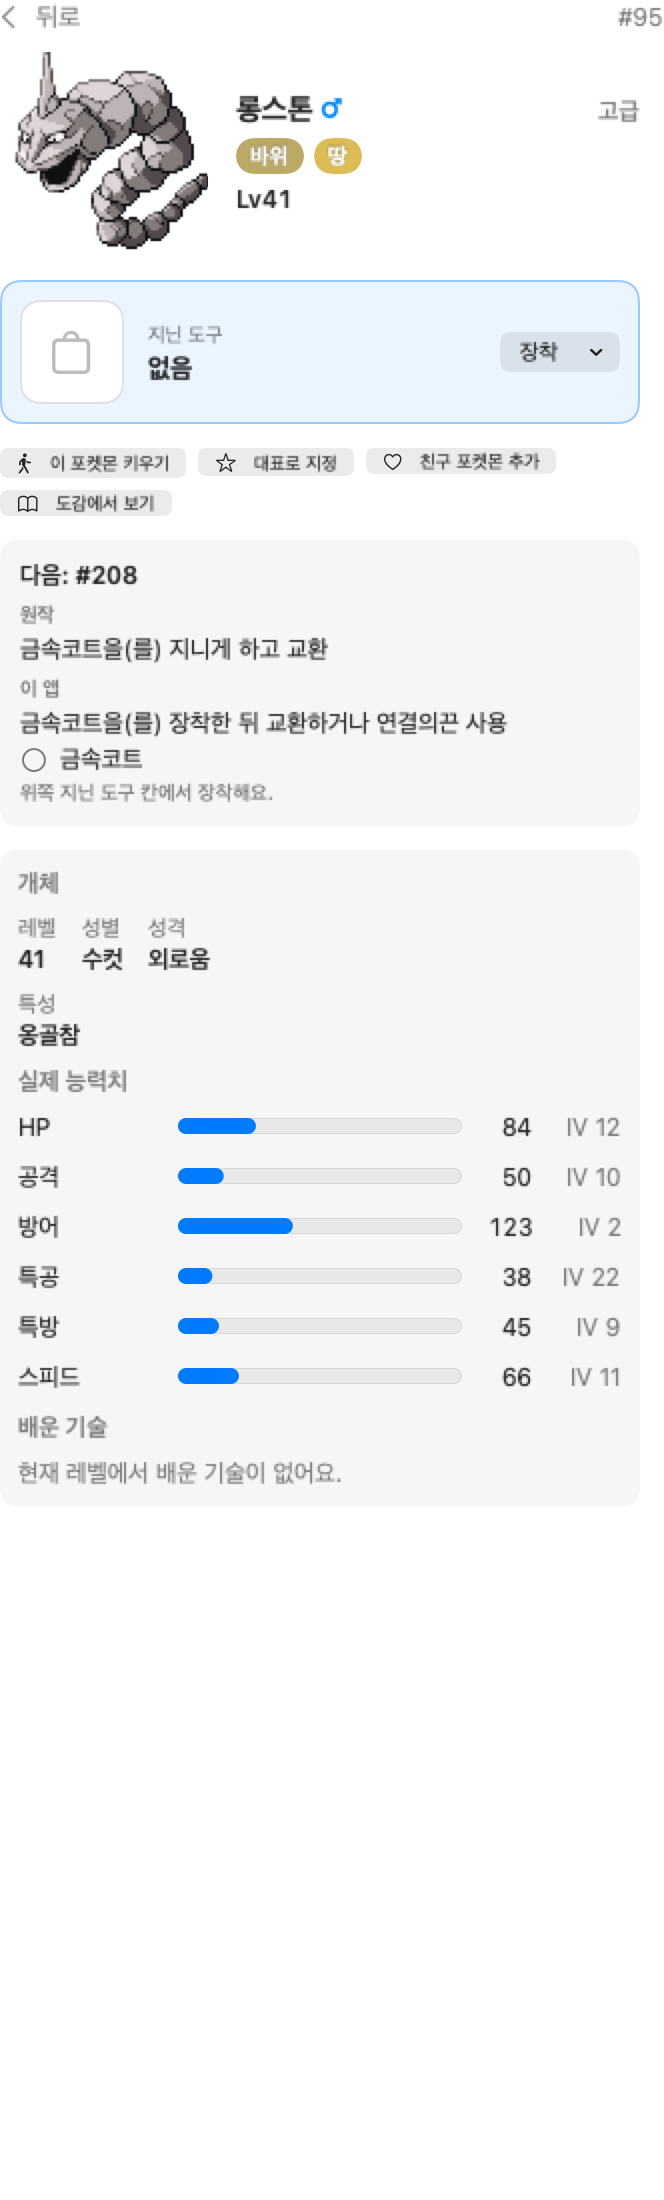 뒤로 #95
롱스톤 ♂ 고급
바위 땅
Lv41
지닌 도구
없음
장착
이 포켓몬 키우기 대표로 지정 친구 포켓몬 추가
도감에서 보기
다음: #208
원작
금속코트을(를) 지니게 하고 교환
이 앱
금속코트을(를) 장착한 뒤 교환하거나 연결의끈 사용
금속코트
위쪽 지닌 도구 칸에서 장착해요.
개체
레벨 성별 성격
41 수컷 외로움
특성
옹골참
실제 능력치
HP 84 IV 12
공격 50 IV 10
방어 123 IV 2
특공 38 IV 22
특방 45 IV 9
스피드 66 IV 11
배운 기술
현재 레벨에서 배운 기술이 없어요.